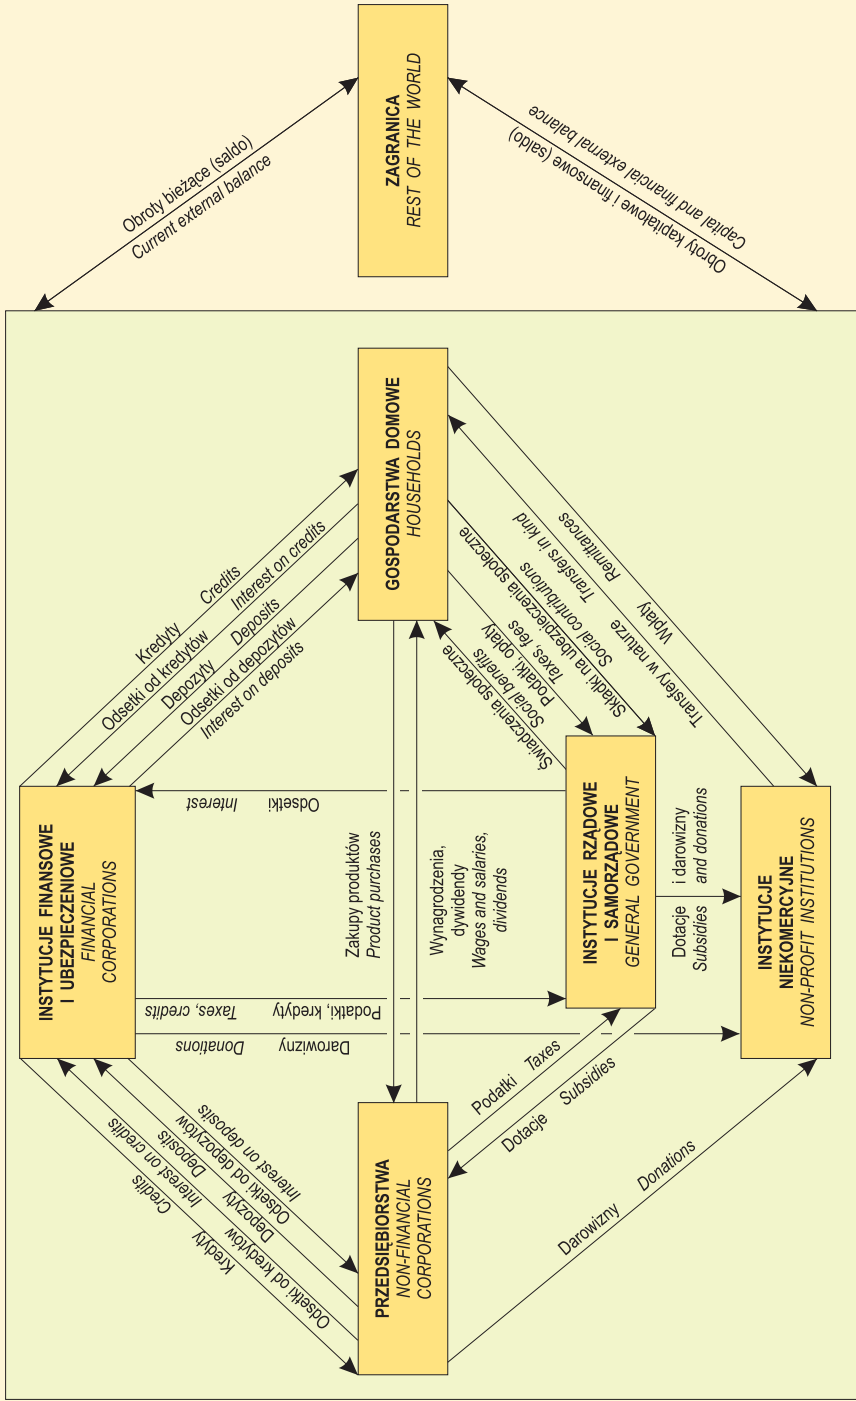 ZAGRANICA
REST OF THE WORLD
Obroty bieżące (saldo)
Current external balance
Capital and financial external balance
Obroty kapitałowe i finansowe (saldo)
GOSPODARSTWA DOMOWE
HOUSEHOLDS
Kredyty Credits
Odsetki od kredytów Interest on credits
Depozyty Deposits
Odsetki od depozytów
Interest on deposits
Świadczenia społeczne
Social benefits
Podatki, opłaty
Taxes, fees
Składki na ubezpieczenia społeczne
Social contributions
Transfery w naturze Transfers in kind
Wpłaty Remittances
INSTYTUCJE FINANSOWE
I UBEZPIECZENIOWE
FINANCIAL
CORPORATIONS
Odsetki Interest
Podatki, kredyty Taxes, credits
Darowizny Donations
Zakupy produktów
Product purchases
Wynagrodzenia,
dywidendy
Wages and salaries,
dividends
INSTYTUCJE RZĄDOWE
I SAMORZĄDOWE
GENERAL GOVERNMENT
Dotacje i darowizny
Subsidies and donations
INSTYTUCJE
NIEKOMERCYJNE
NON-PROFIT INSTITUTIONS
Kredyty Credits
Odsetki od kredytów Interest on credits
Depozyty Deposits
Odsetki od depozytów
Interest on deposits
PRZEDSIĘBIORSTWA
NON-FINANCIAL
CORPORATIONS
Podatki Taxes
Dotacje Subsidies
Darowizny Donations